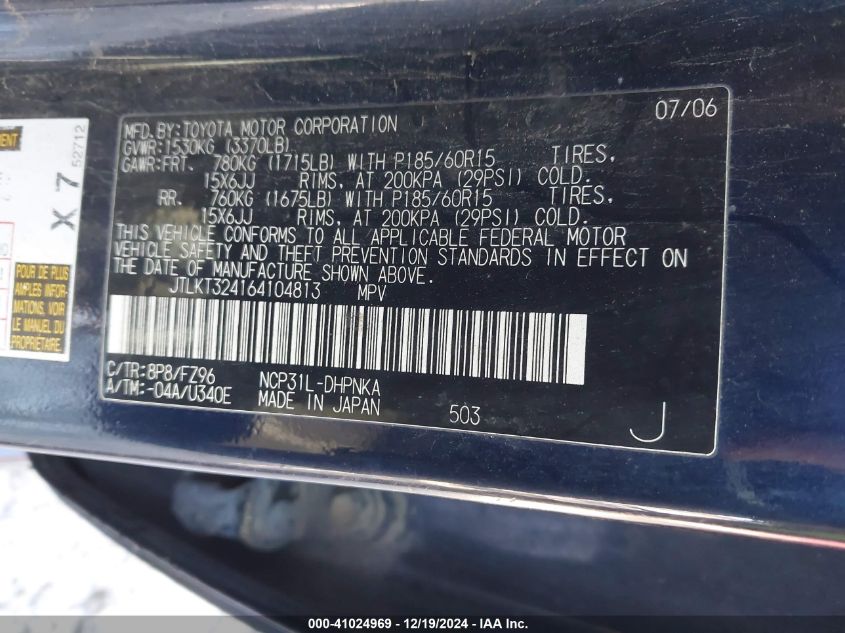 07/06
MFD. BY: TOYOTA MOTOR CORPORATION
GVWR: 1530KG (3370LB)
GAWR: FRT. 780KG (1715LB) WITH P185/60R15 TIRES,
15X6JJ RIMS, AT 200KPA (29PSI) COLD.
RR. 760KG (1675LB) WITH P185/60R15 TIRES,
15X6JJ RIMS, AT 200KPA (29PSI) COLD.
THIS VEHICLE CONFORMS TO ALL APPLICABLE FEDERAL MOTOR
VEHICLE SAFETY AND THEFT PREVENTION STANDARDS IN EFFECT ON
THE DATE OF MANUFACTURE SHOWN ABOVE.
JTLKT324164104813 MPV
C/TR: 8P8/FZ96 NCP31L-DHPNKA
A/TM: -04A/U340E MADE IN JAPAN 503 J
X 7
52712
POUR DE PLUS
AMPLES INFOR-
MATIONS, VOIR
LE MANUEL DU
PROPRIÉTAIRE
000-41024969 - 12/19/2024 - IAA, Inc.